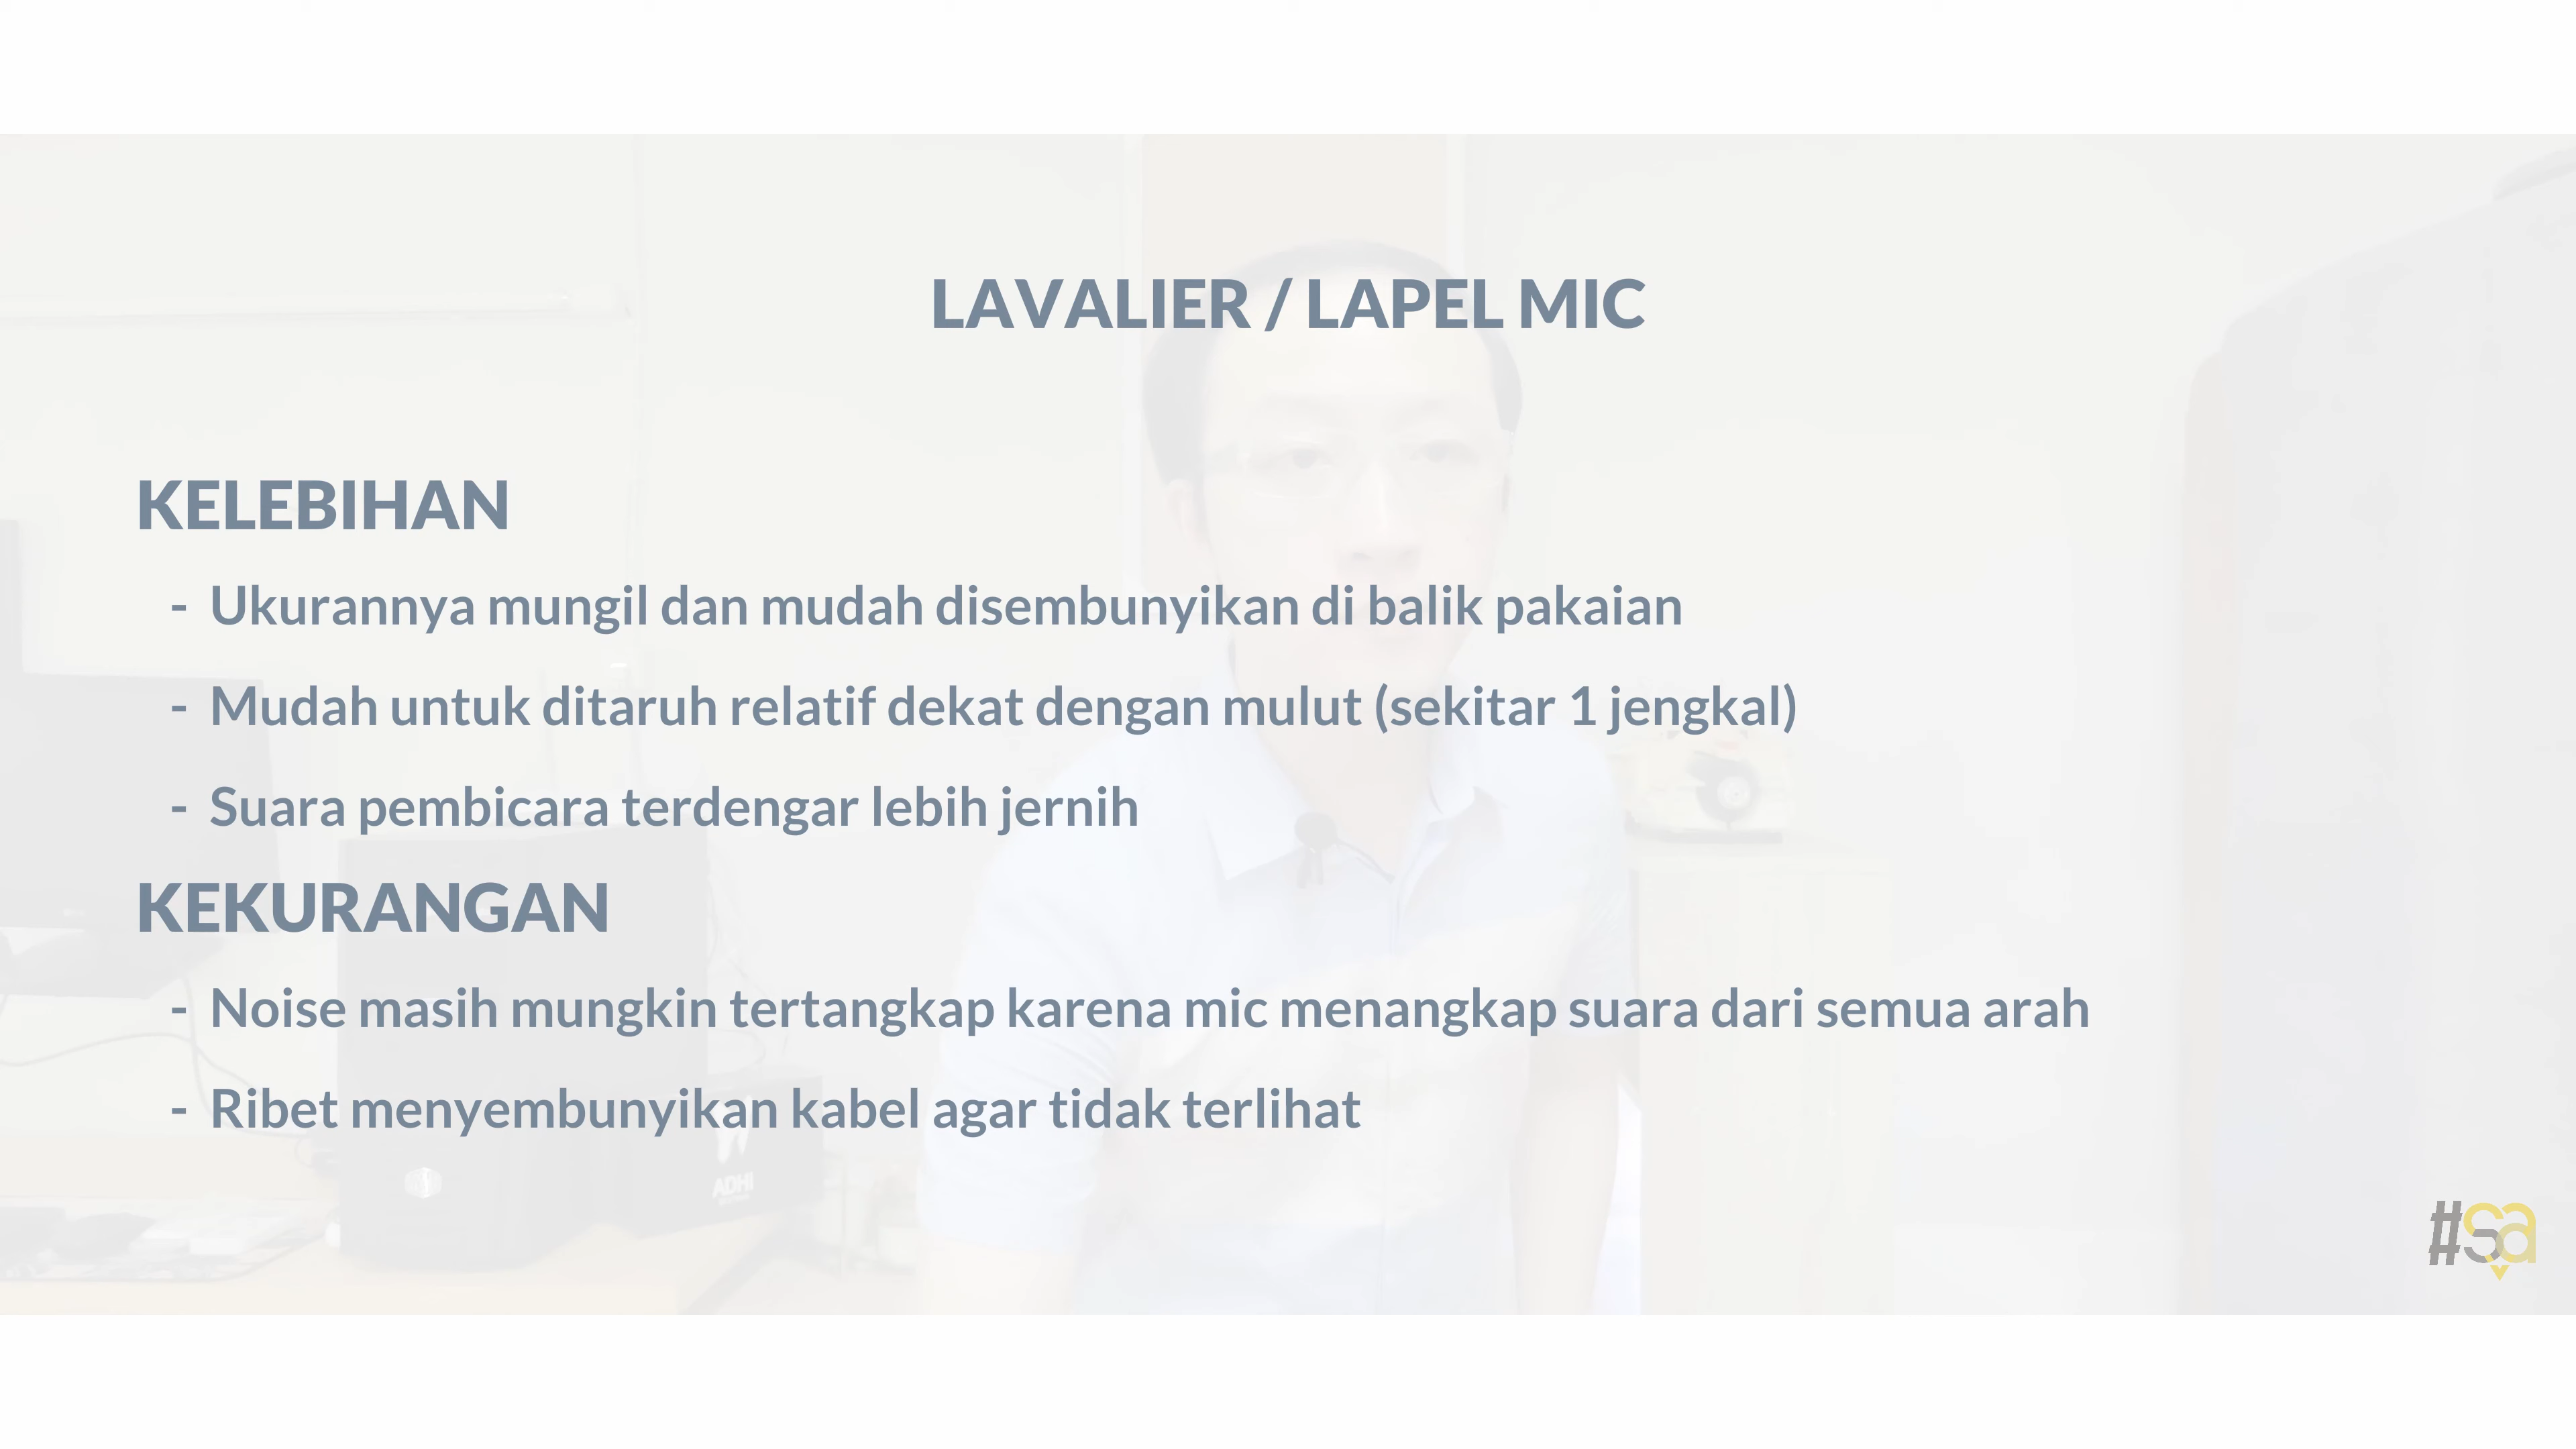 LAVALIER / LAPEL MIC
KELEBIHAN
- Ukurannya mungil dan mudah disembunyikan di balik pakaian
- Mudah untuk ditaruh relatif dekat dengan mulut (sekitar 1 jengkal)
- Suara pembicara terdengar lebih jernih
KEKURANGAN
- Noise masih mungkin tertangkap karena mic menangkap suara dari semua arah
- Ribet menyembunyikan kabel agar tidak terlihat
ADHI
#sa